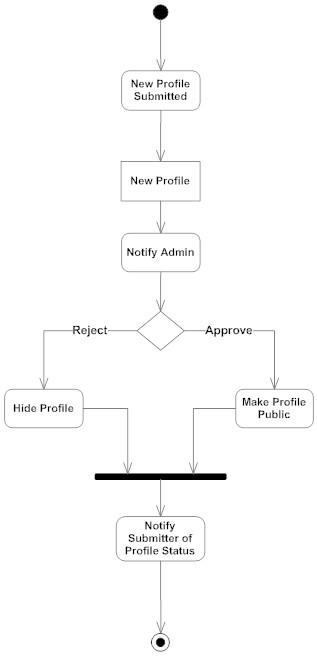 New Profile
Submitted
New Profile
Notify Admin
Reject
Approve
Hide Profile
Make Profile
Public
Notify
Submitter of
Profile Status